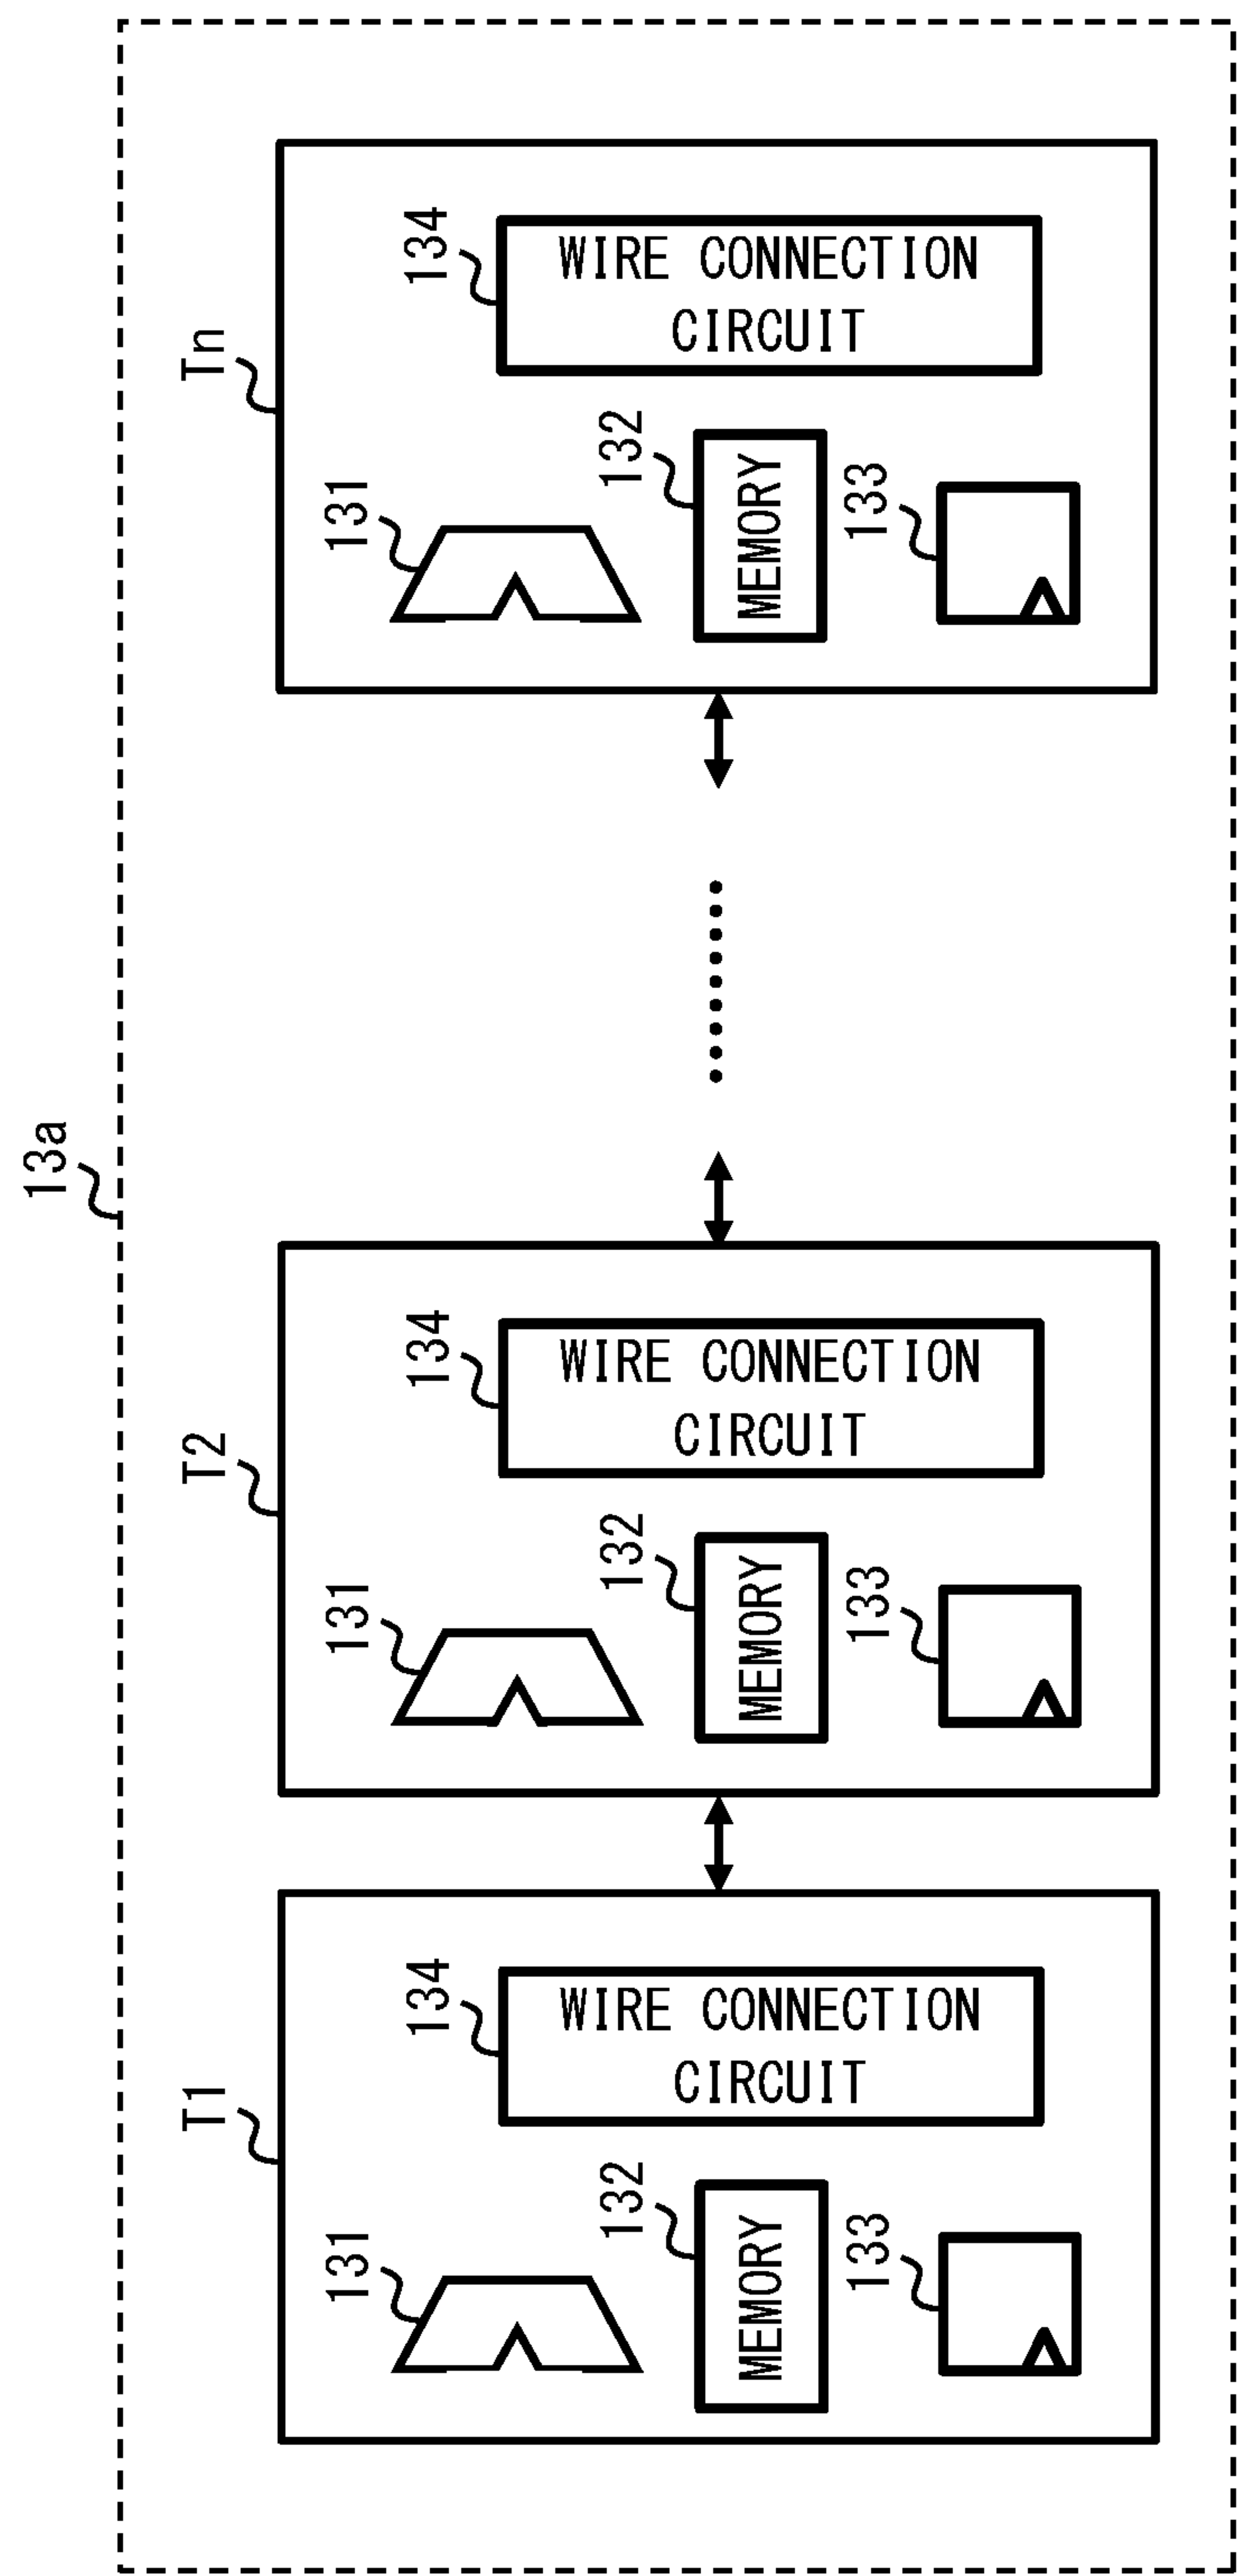 13a
T1
131
132
MEMORY
133
134
WIRE CONNECTION
CIRCUIT
T2
131
132
MEMORY
133
134
WIRE CONNECTION
CIRCUIT
Tn
131
132
MEMORY
133
134
WIRE CONNECTION
CIRCUIT